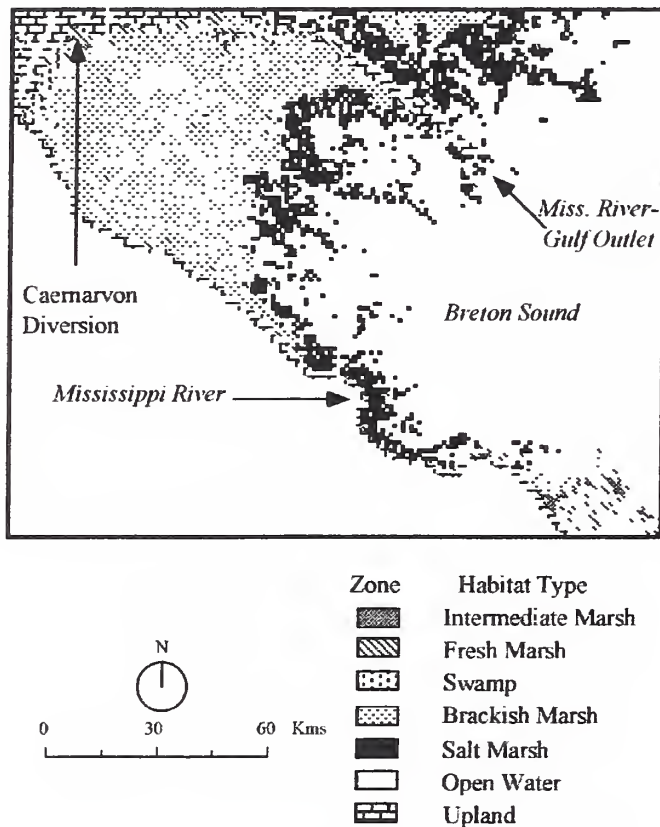 Miss. River-
Gulf Outlet
Caernarvon
Diversion
Breton Sound
Mississippi River
Zone Habitat Type
Intermediate Marsh
Fresh Marsh
Swamp
Brackish Marsh
Salt Marsh
Open Water
Upland
N
0 30 60 Kms